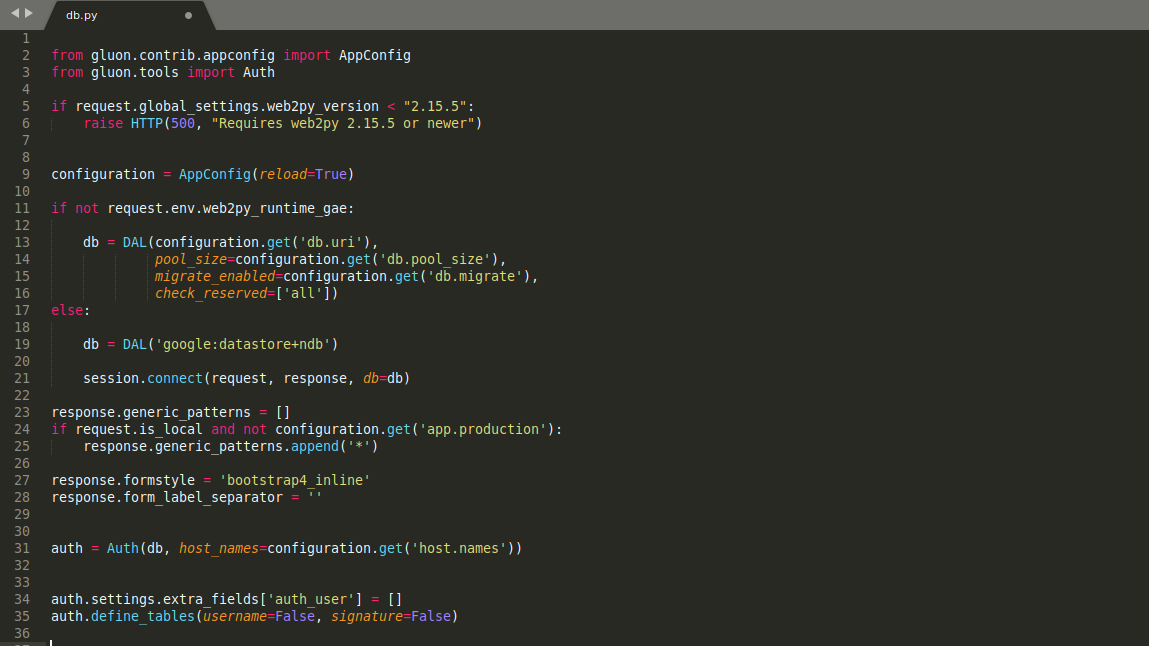 db.py
1
2 from gluon.contrib.appconfig import AppConfig
3 from gluon.tools import Auth
4
5 if request.global_settings.web2py_version < "2.15.5":
6     raise HTTP(500, "Requires web2py 2.15.5 or newer")
7
8
9 configuration = AppConfig(reload=True)
10
11 if not request.env.web2py_runtime_gae:
12
13     db = DAL(configuration.get('db.uri'),
14              pool_size=configuration.get('db.pool_size'),
15              migrate_enabled=configuration.get('db.migrate'),
16              check_reserved=['all'])
17 else:
18
19     db = DAL('google:datastore+ndb')
20
21     session.connect(request, response, db=db)
22
23 response.generic_patterns = []
24 if request.is_local and not configuration.get('app.production'):
25     response.generic_patterns.append('*')
26
27 response.formstyle = 'bootstrap4_inline'
28 response.form_label_separator = ''
29
30
31 auth = Auth(db, host_names=configuration.get('host.names'))
32
33
34 auth.settings.extra_fields['auth_user'] = []
35 auth.define_tables(username=False, signature=False)
36